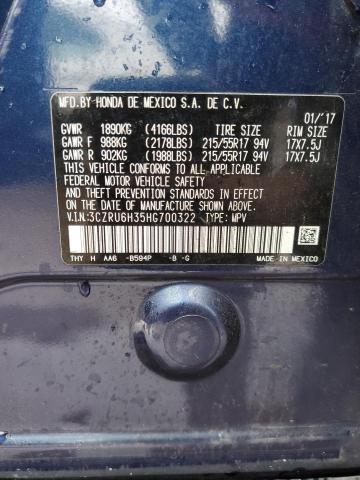 MFD.BY HONDA DE MEXICO S.A. DE C.V. 01/'17
GVWR 1890KG (4166LBS) TIRE SIZE RIM SIZE
GAWR F 988KG (2178LBS) 215/55R17 94V 17X7.5J
GAWR R 902KG (1988LBS) 215/55R17 94V 17X7.5J
THIS VEHICLE CONFORMS TO ALL APPLICABLE
FEDERAL MOTOR VEHICLE SAFETY AND THEFT
PREVENTION STANDARDS IN EFFECT ON THE
DATE OF MANUFACTURE SHOWN ABOVE.
V.I.N:3CZRU6H35HG700322 TYPE: MPV
THY H AA6 -B594P -B -G
MADE
IN MEXICO